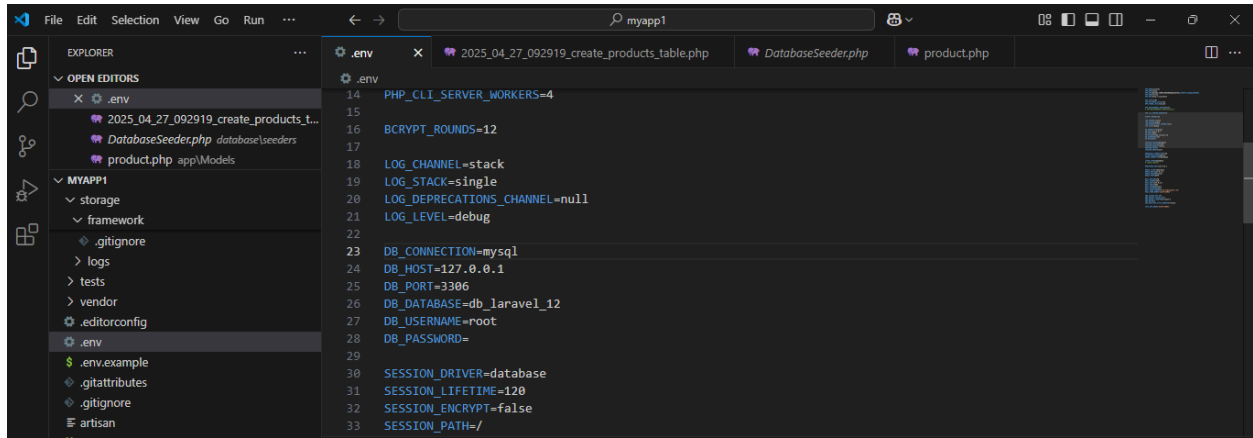 File Edit Selection View Go Run ··· myapp1
EXPLORER ···
OPEN EDITORS
.env
2025_04_27_092919_create_products_t...
DatabaseSeeder.php database\seeders
product.php app\Models
MYAPP1
storage
framework
.gitignore
logs
tests
vendor
.editorconfig
.env
.env.example
.gitattributes
.gitignore
artisan
.env 2025_04_27_092919_create_products_table.php DatabaseSeeder.php product.php
.env
14 PHP_CLI_SERVER_WORKERS=4
15
16 BCRYPT_ROUNDS=12
17
18 LOG_CHANNEL=stack
19 LOG_STACK=single
20 LOG_DEPRECATIONS_CHANNEL=null
21 LOG_LEVEL=debug
22
23 DB_CONNECTION=mysql
24 DB_HOST=127.0.0.1
25 DB_PORT=3306
26 DB_DATABASE=db_laravel_12
27 DB_USERNAME=root
28 DB_PASSWORD=
29
30 SESSION_DRIVER=database
31 SESSION_LIFETIME=120
32 SESSION_ENCRYPT=false
33 SESSION_PATH=/